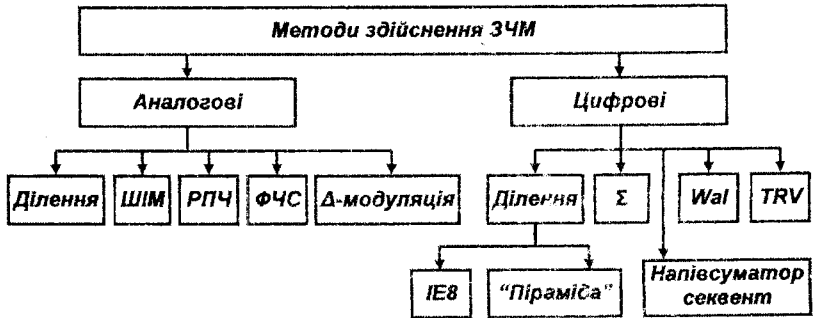 Методи здійснення ЗЧМ
Аналогові
Цифрові
Ділення
ШІМ
РПЧ
ФЧС
Δ-модуляція
Ділення
Σ
Wal
TRV
ІЕ8
“Піраміда”
Напівсуматор
секвент